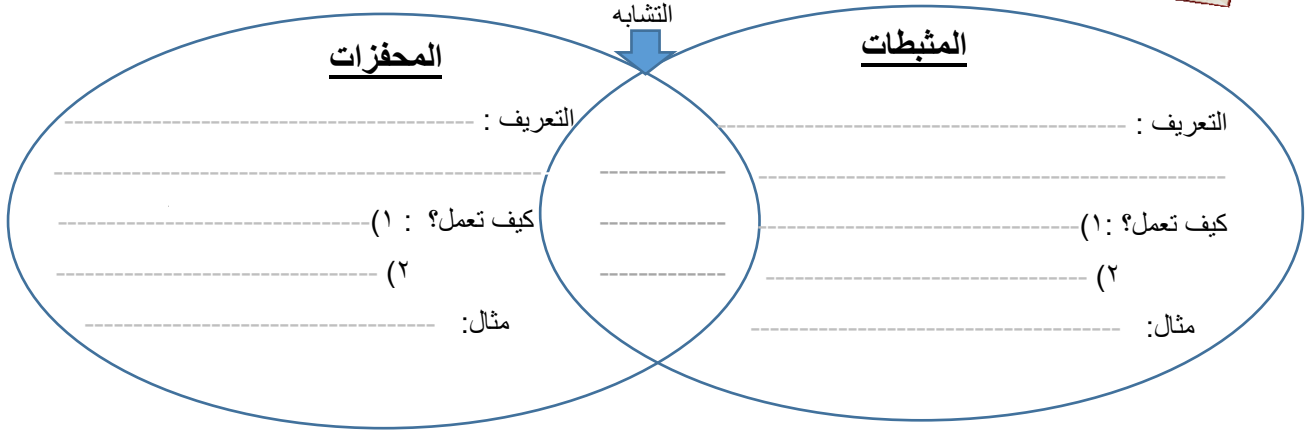 التشابه
المثبطات
التعريف :
كيف تعمل؟ :١)
٢)
مثال:
المحفزات
التعريف :
كيف تعمل؟ : ١)
٢)
مثال: